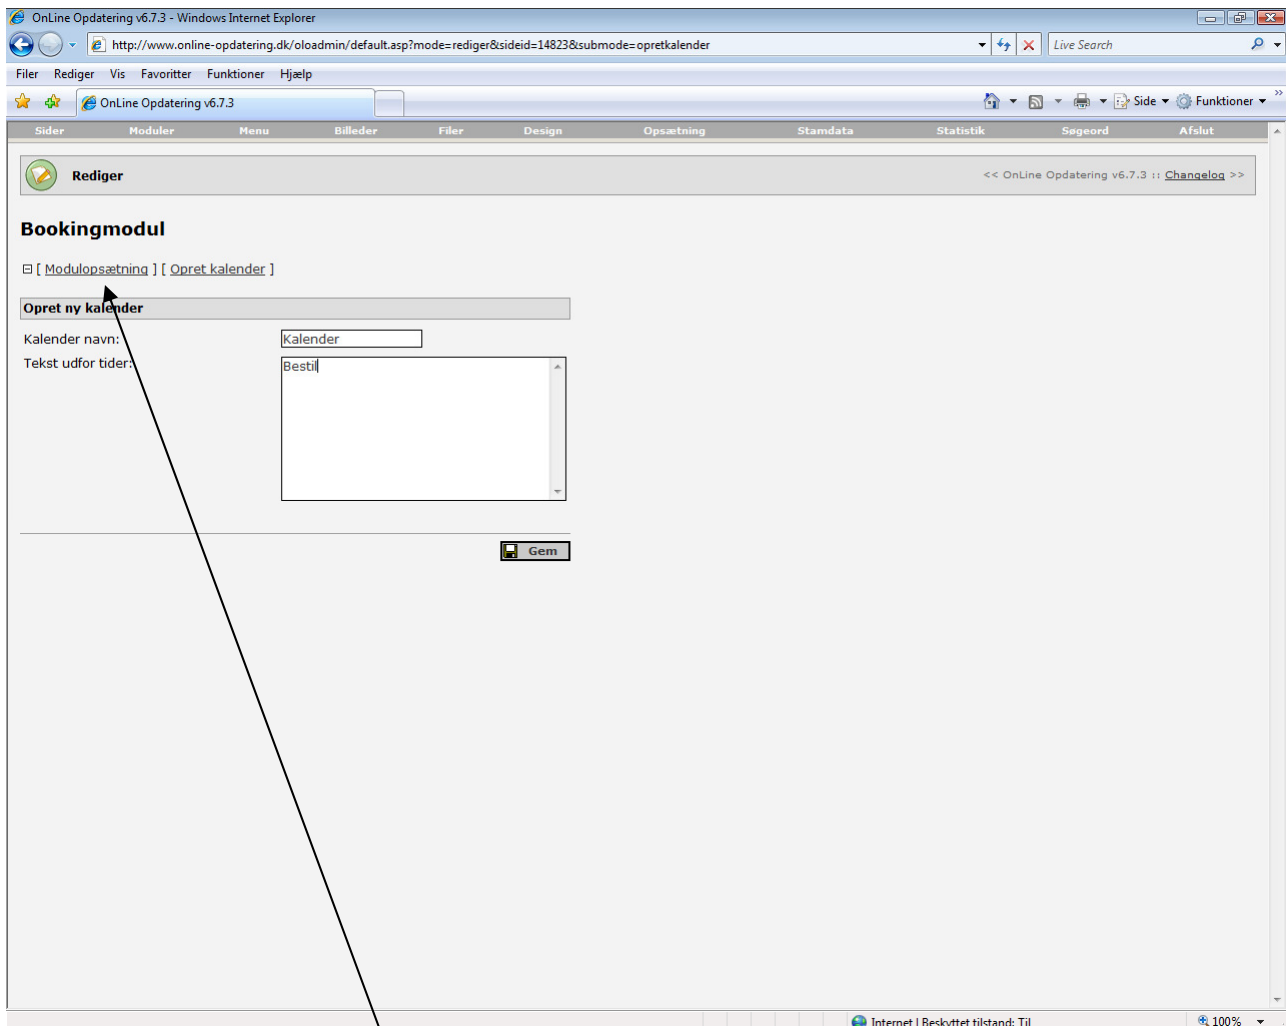 OnLine Opdatering v6.7.3 - Windows Internet Explorer
http://www.online-opdatering.dk/oloadmin/default.asp?mode=rediger&sideid=14823&submode=opretkalender
Live Search
Filer Rediger Vis Favoritter Funktioner Hjælp
OnLine Opdatering v6.7.3
Side Funktioner
Sider Moduler Menu Billeder Filer Design Opsætning Stamdata Statistik Søgeord Afslut
Rediger
<< OnLine Opdatering v6.7.3 :: Changelog >>
Bookingmodul
[ Modulopsætning ] [ Opret kalender ]
Opret ny kalender
Kalender navn: Kalender
Tekst udfor tider: Bestil
Gem
Internet | Beskyttet tilstand: Til
100%